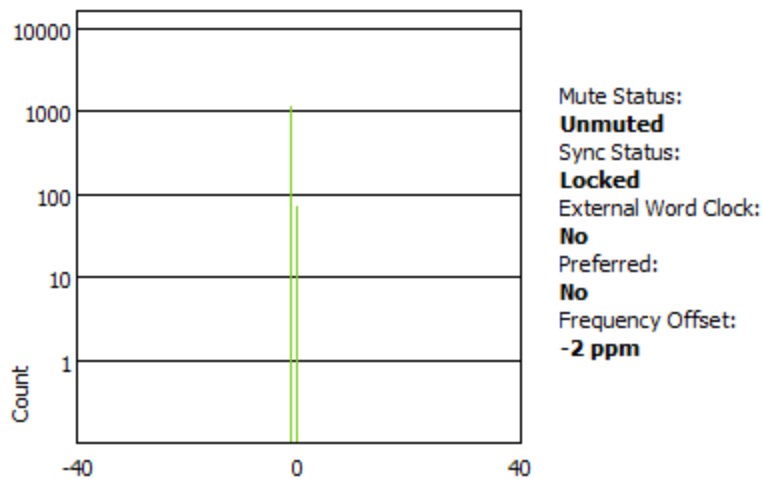 10000
1000
100
10
1
Count
-40
0
40
Mute Status:
Unmuted
Sync Status:
Locked
External Word Clock:
No
Preferred:
No
Frequency Offset:
-2 ppm